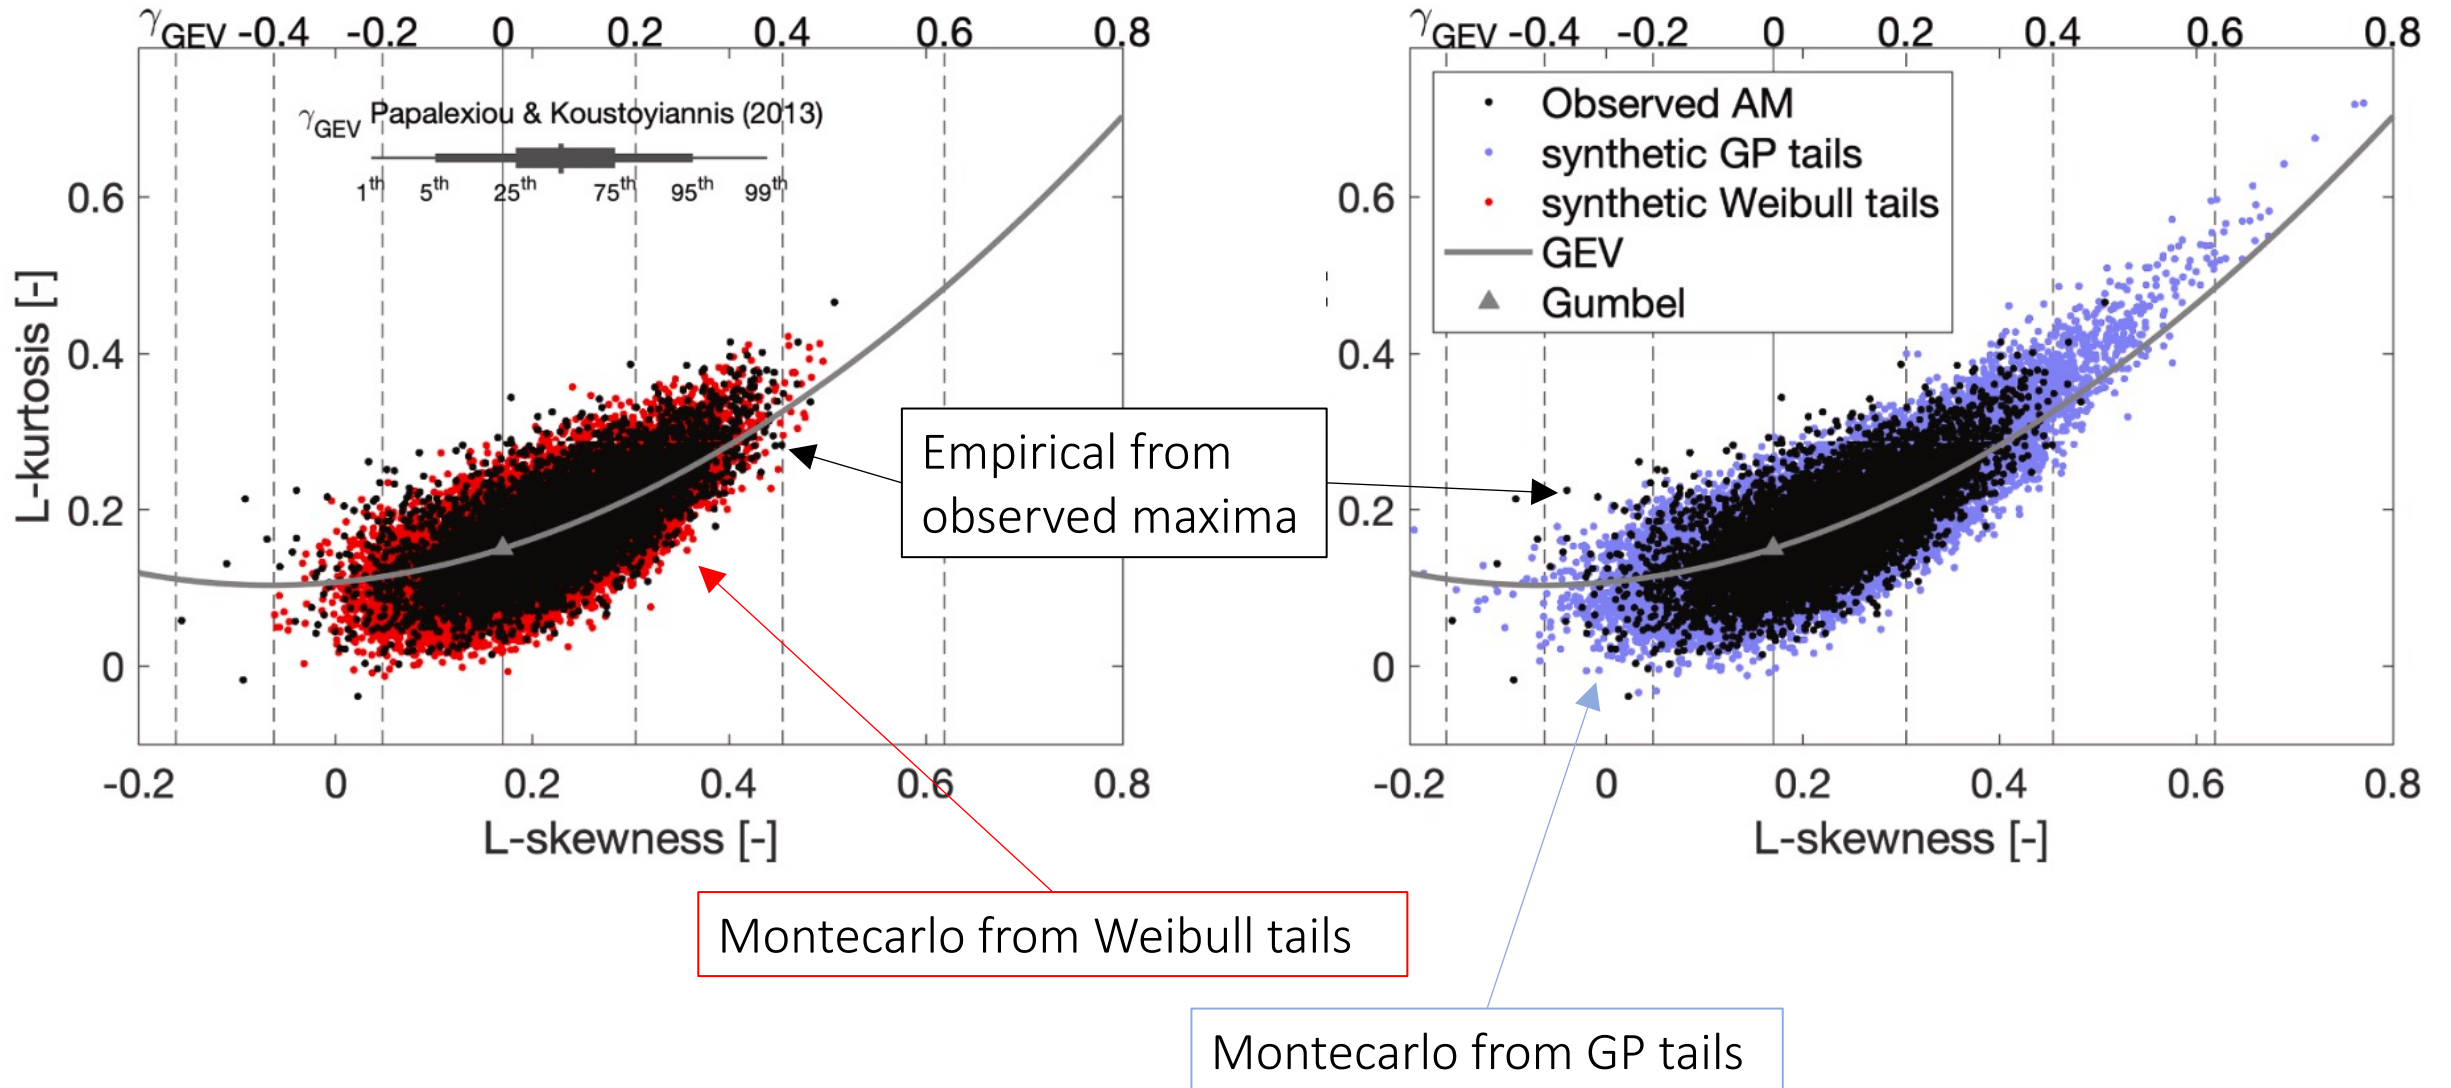 γGEV -0.4 -0.2 0 0.2 0.4 0.6 0.8
γGEV Papalexiou & Koustoyiannis (2013)
1th 5th 25th 75th 95th 99th
0.6
0.4
0.2
0
L-kurtosis [-]
-0.2 0 0.2 0.4 0.6 0.8
L-skewness [-]
γGEV -0.4 -0.2 0 0.2 0.4 0.6 0.8
Observed AM
synthetic GP tails
synthetic Weibull tails
GEV
Gumbel
0.6
0.4
0.2
0
-0.2 0 0.2 0.4 0.6 0.8
L-skewness [-]
Empirical from
observed maxima
Montecarlo from Weibull tails
Montecarlo from GP tails